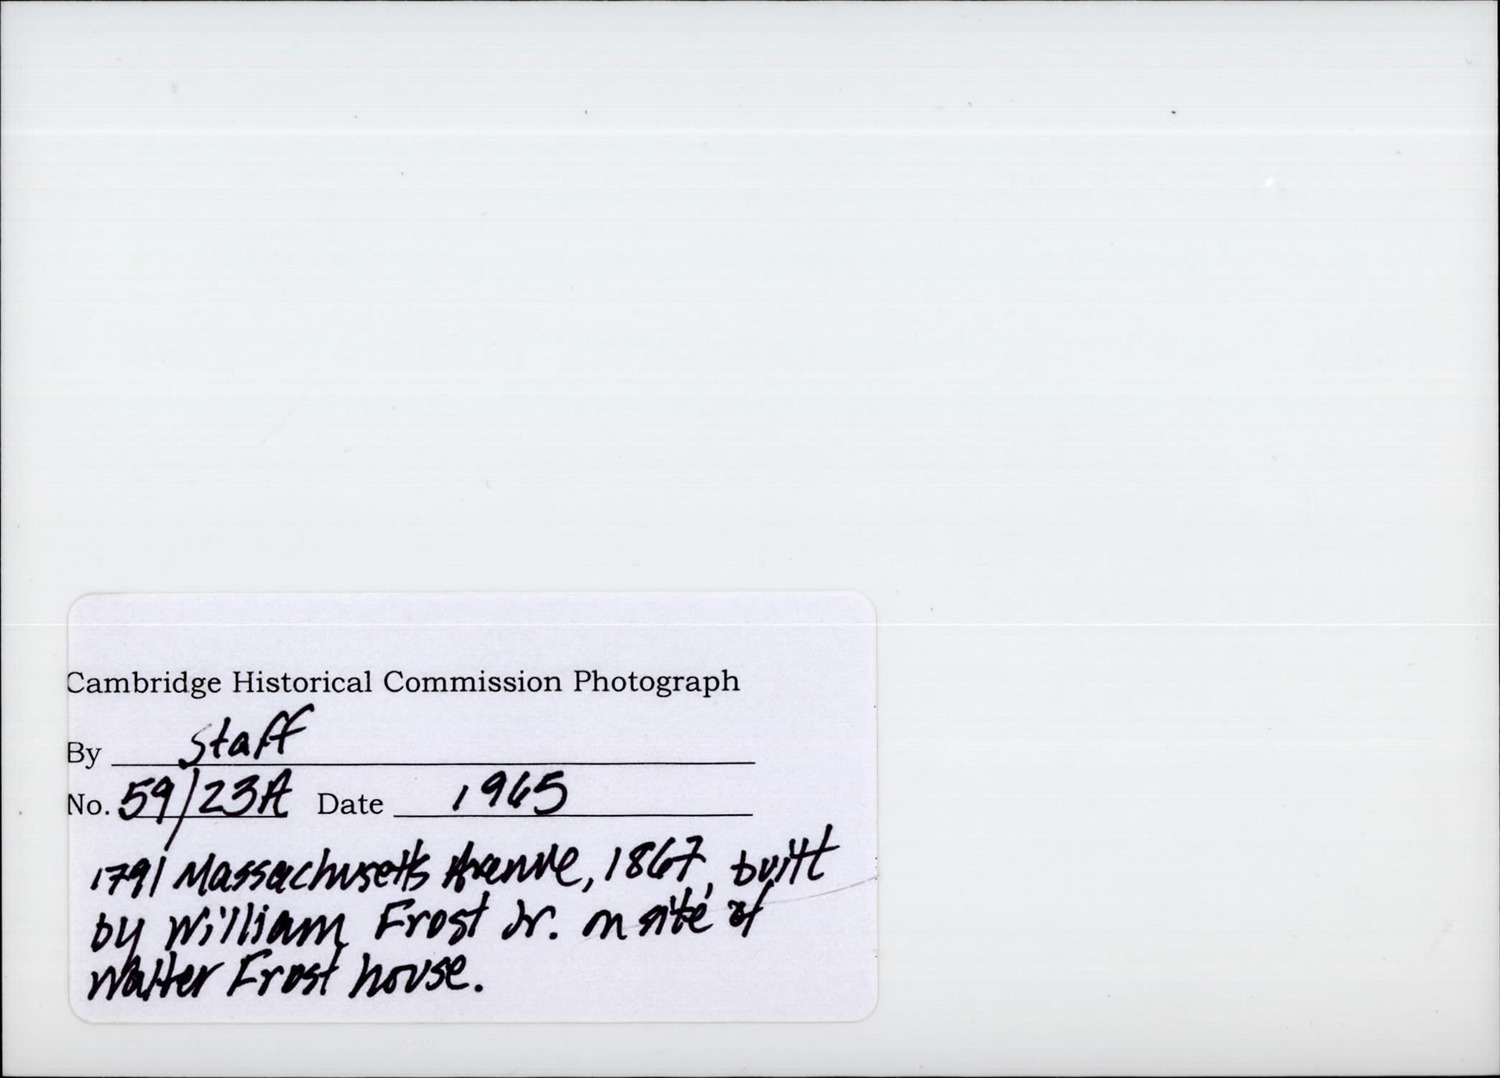 Cambridge Historical Commission Photograph
By Staff
No. 59/23A Date 1965
1791 Massachusetts Avenue, 1867, built
by William Frost Jr. on site of
Walter Frost house.